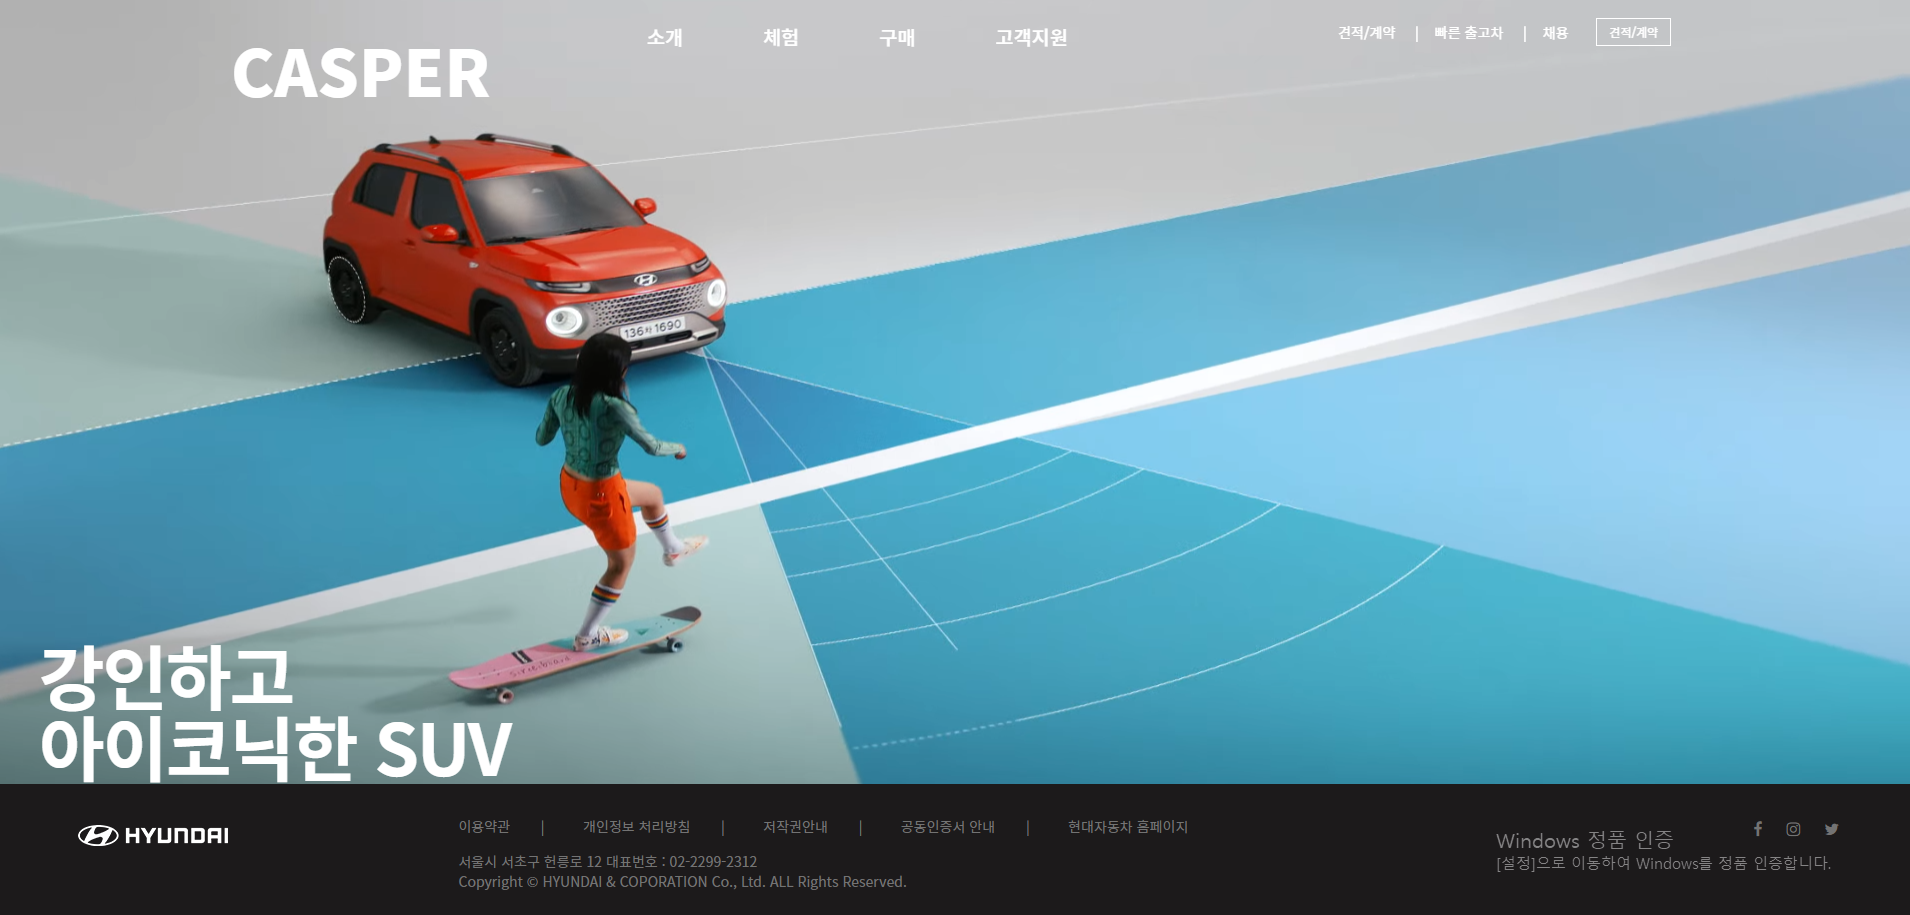 CASPER
소개 체험 구매 고객지원
견적/계약 | 빠른 출고차 | 채용 견적/계약
136차 1690
강인하고
아이코닉한 SUV
HYUNDAI
이용약관 | 개인정보 처리방침 | 저작권안내 | 공동인증서 안내 | 현대자동차 홈페이지
서울시 서초구 헌릉로 12 대표번호 : 02-2299-2312
Copyright © HYUNDAI & COPORATION Co., Ltd. ALL Rights Reserved.
Windows 정품 인증
[설정]으로 이동하여 Windows를 정품 인증합니다.